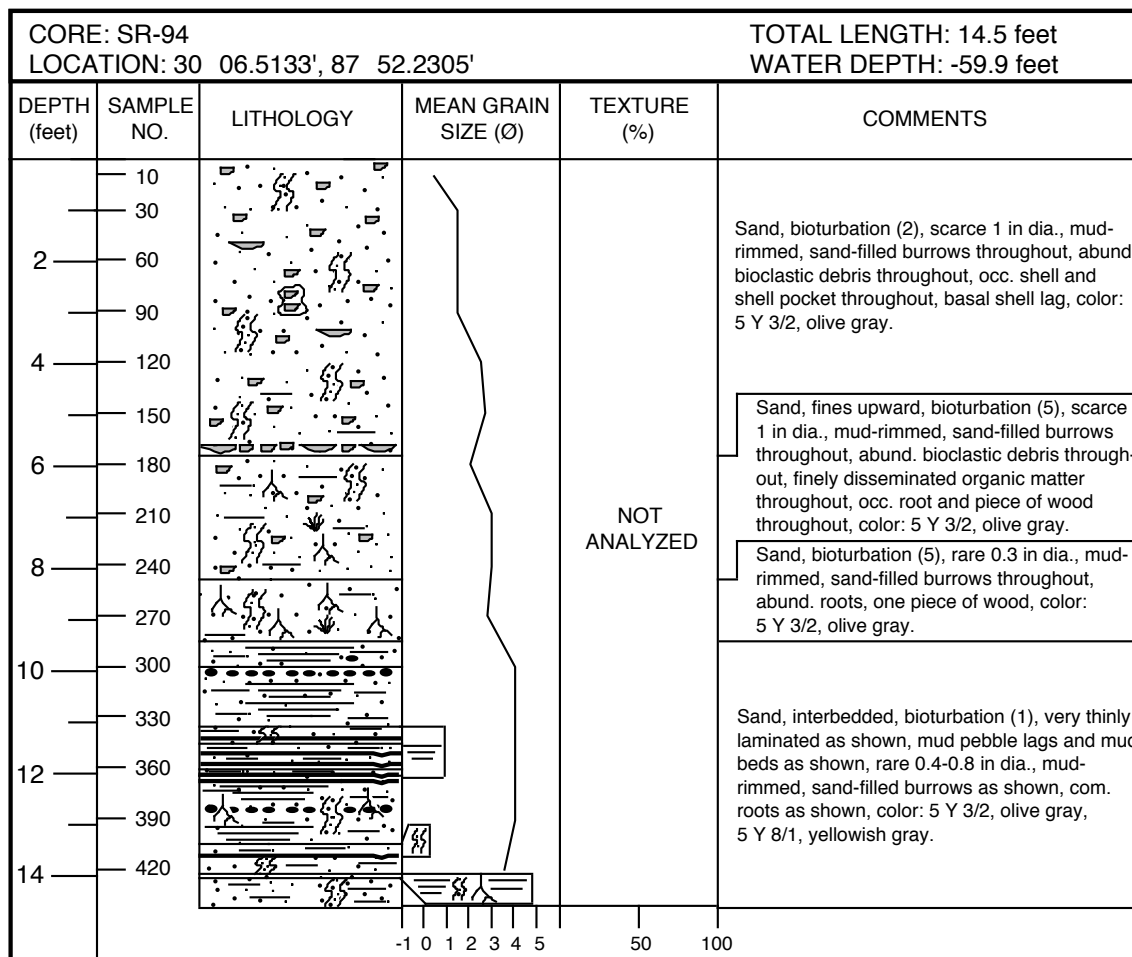 CORE: SR-94
TOTAL LENGTH: 14.5 feet
LOCATION: 30 06.5133', 87 52.2305'
WATER DEPTH: -59.9 feet
DEPTH
(feet)
SAMPLE
NO.
LITHOLOGY
MEAN GRAIN
SIZE (Ø)
TEXTURE
(%)
COMMENTS
2
4
6
8
10
12
14
10
30
60
90
120
150
180
210
240
270
300
330
360
390
420
NOT
ANALYZED
Sand, bioturbation (2), scarce 1 in dia., mud-
rimmed, sand-filled burrows throughout, abund
bioclastic debris throughout, occ. shell and
shell pocket throughout, basal shell lag, color:
5 Y 3/2, olive gray.
Sand, fines upward, bioturbation (5), scarce
1 in dia., mud-rimmed, sand-filled burrows
throughout, abund. bioclastic debris through-
out, finely disseminated organic matter
throughout, occ. root and piece of wood
throughout, color: 5 Y 3/2, olive gray.
Sand, bioturbation (5), rare 0.3 in dia., mud-
rimmed, sand-filled burrows throughout,
abund. roots, one piece of wood, color:
5 Y 3/2, olive gray.
Sand, interbedded, bioturbation (1), very thinly
laminated as shown, mud pebble lags and mud
beds as shown, rare 0.4-0.8 in dia., mud-
rimmed, sand-filled burrows as shown, com.
roots as shown, color: 5 Y 3/2, olive gray,
5 Y 8/1, yellowish gray.
-1 0 1 2 3 4 5
50 100